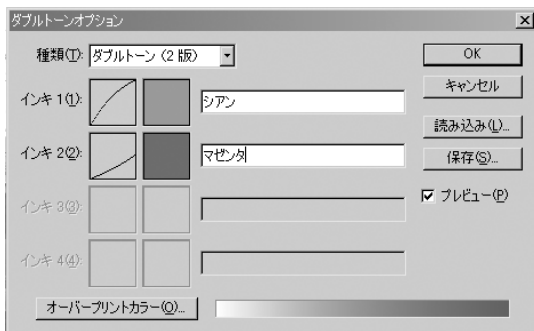 ダブルトーンオプション
種類(T): ダブルトーン (2 版)
OK
インキ 1(1): シアン
キャンセル
読み込み(L)...
インキ 2(2): マゼンタ
保存(S)...
プレビュー(P)
インキ 3(3):
インキ 4(4):
オーバープリントカラー(O)...